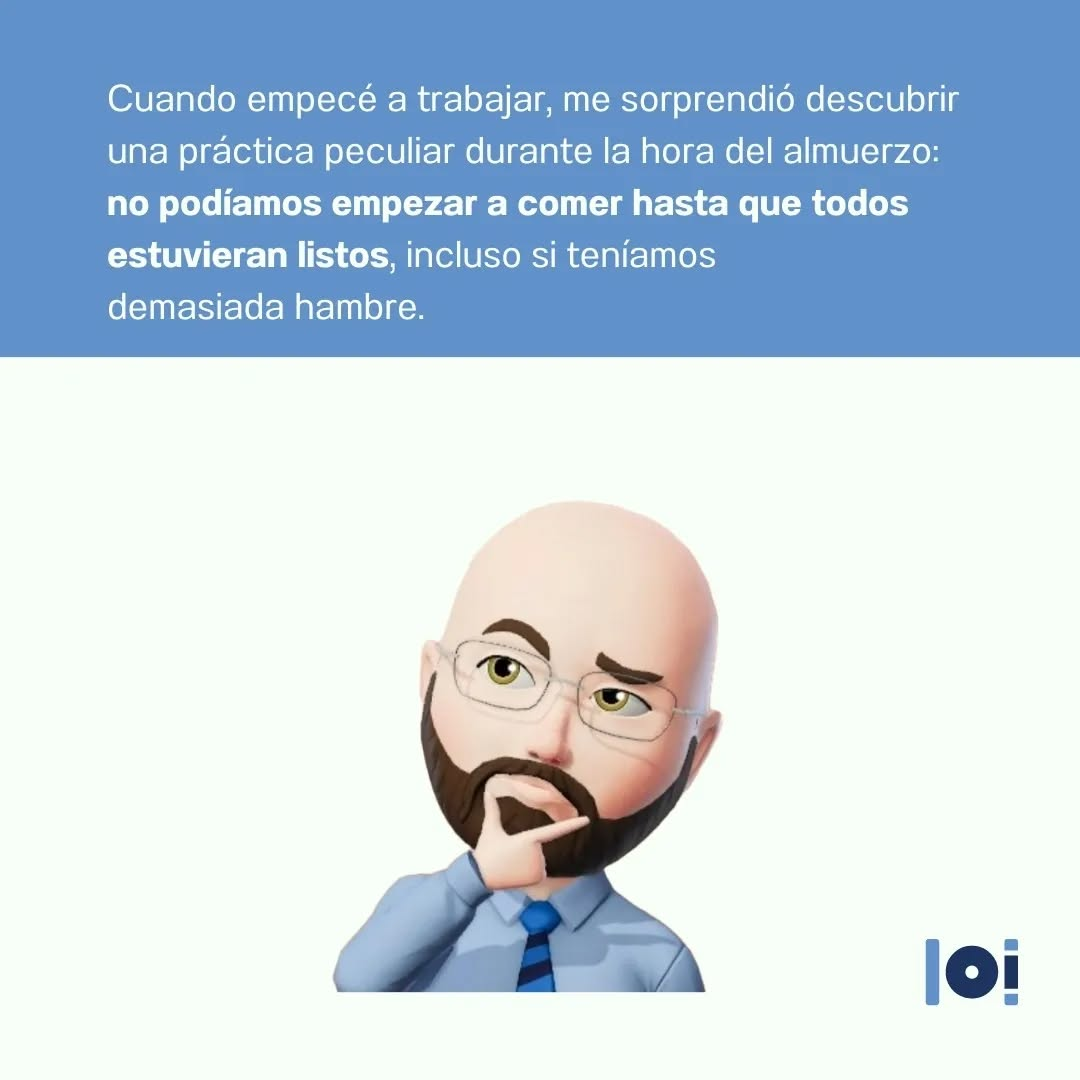 Cuando empecé a trabajar, me sorprendió descubrir
una práctica peculiar durante la hora del almuerzo:
no podíamos empezar a comer hasta que todos
estuvieran listos, incluso si teníamos
demasiada hambre.
loi